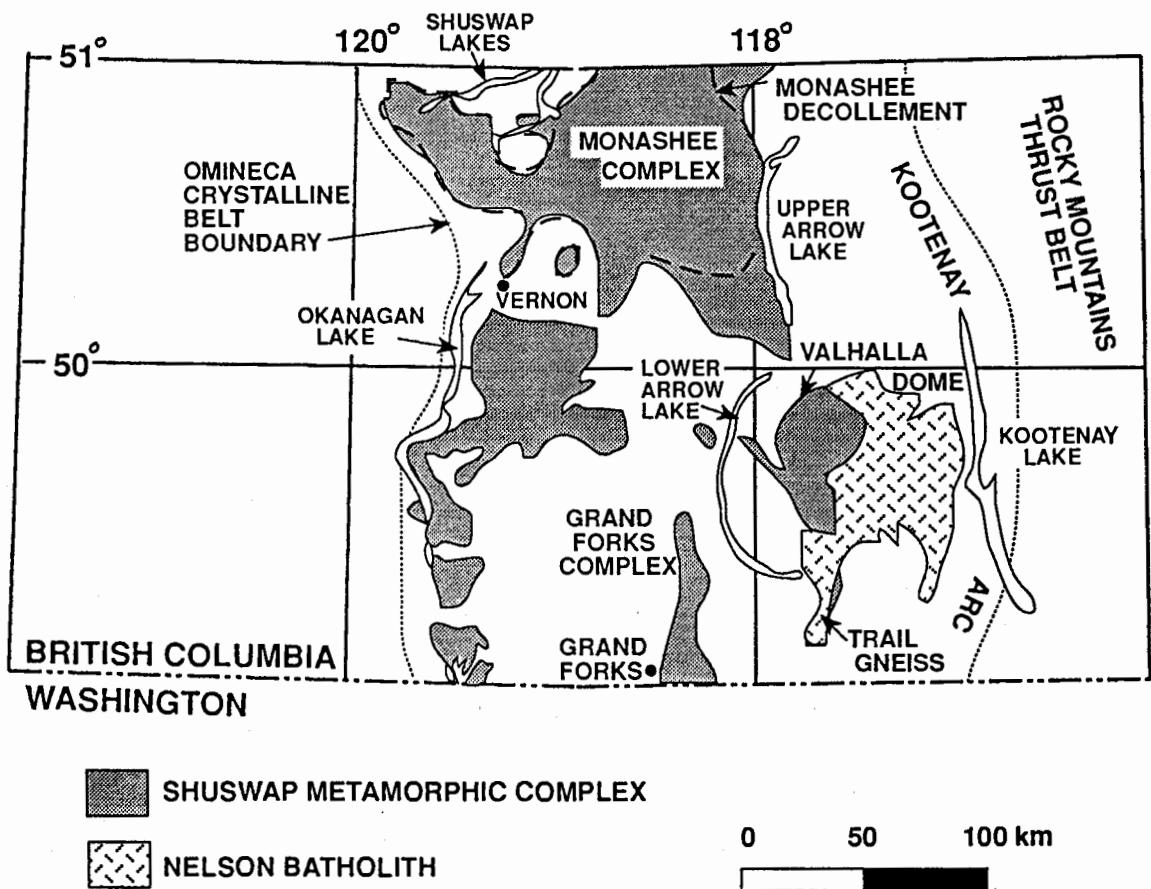 SHUSWAP
LAKES
120°
118°
51°
MONASHEE
DECOLLEMENT
MONASHEE
COMPLEX
ROCKY MOUNTAINS
THRUST BELT
KOOTENAY
OMINECA
CRYSTALLINE
BELT
BOUNDARY
UPPER
ARROW
LAKE
VERNON
OKANAGAN
LAKE
50°
VALHALLA
DOME
LOWER
ARROW
LAKE
KOOTENAY
LAKE
GRAND
FORKS
COMPLEX
ARC
TRAIL
GNEISS
GRAND
FORKS
BRITISH COLUMBIA
WASHINGTON
SHUSWAP METAMORPHIC COMPLEX
NELSON BATHOLITH
0 50 100 km